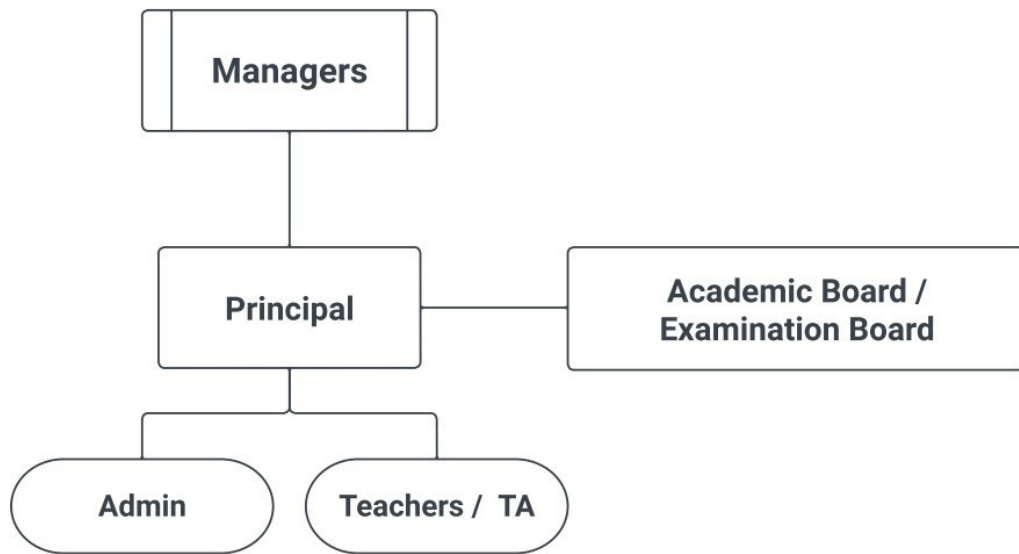 Managers
Principal
Academic Board /
Examination Board
Admin
Teachers /  TA